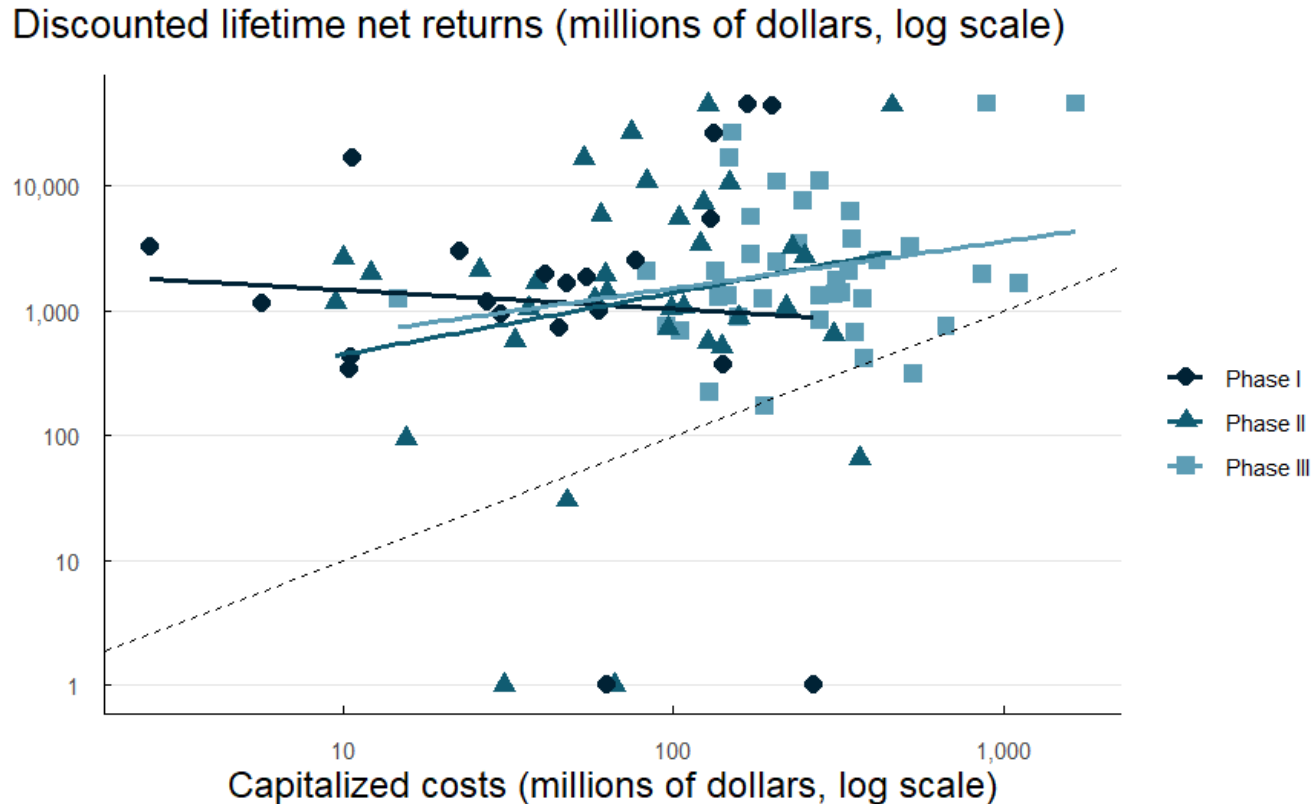 Discounted lifetime net returns (millions of dollars, log scale)
10,000
1,000
100
10
1
10
100
1,000
Capitalized costs (millions of dollars, log scale)
Phase I
Phase II
Phase III